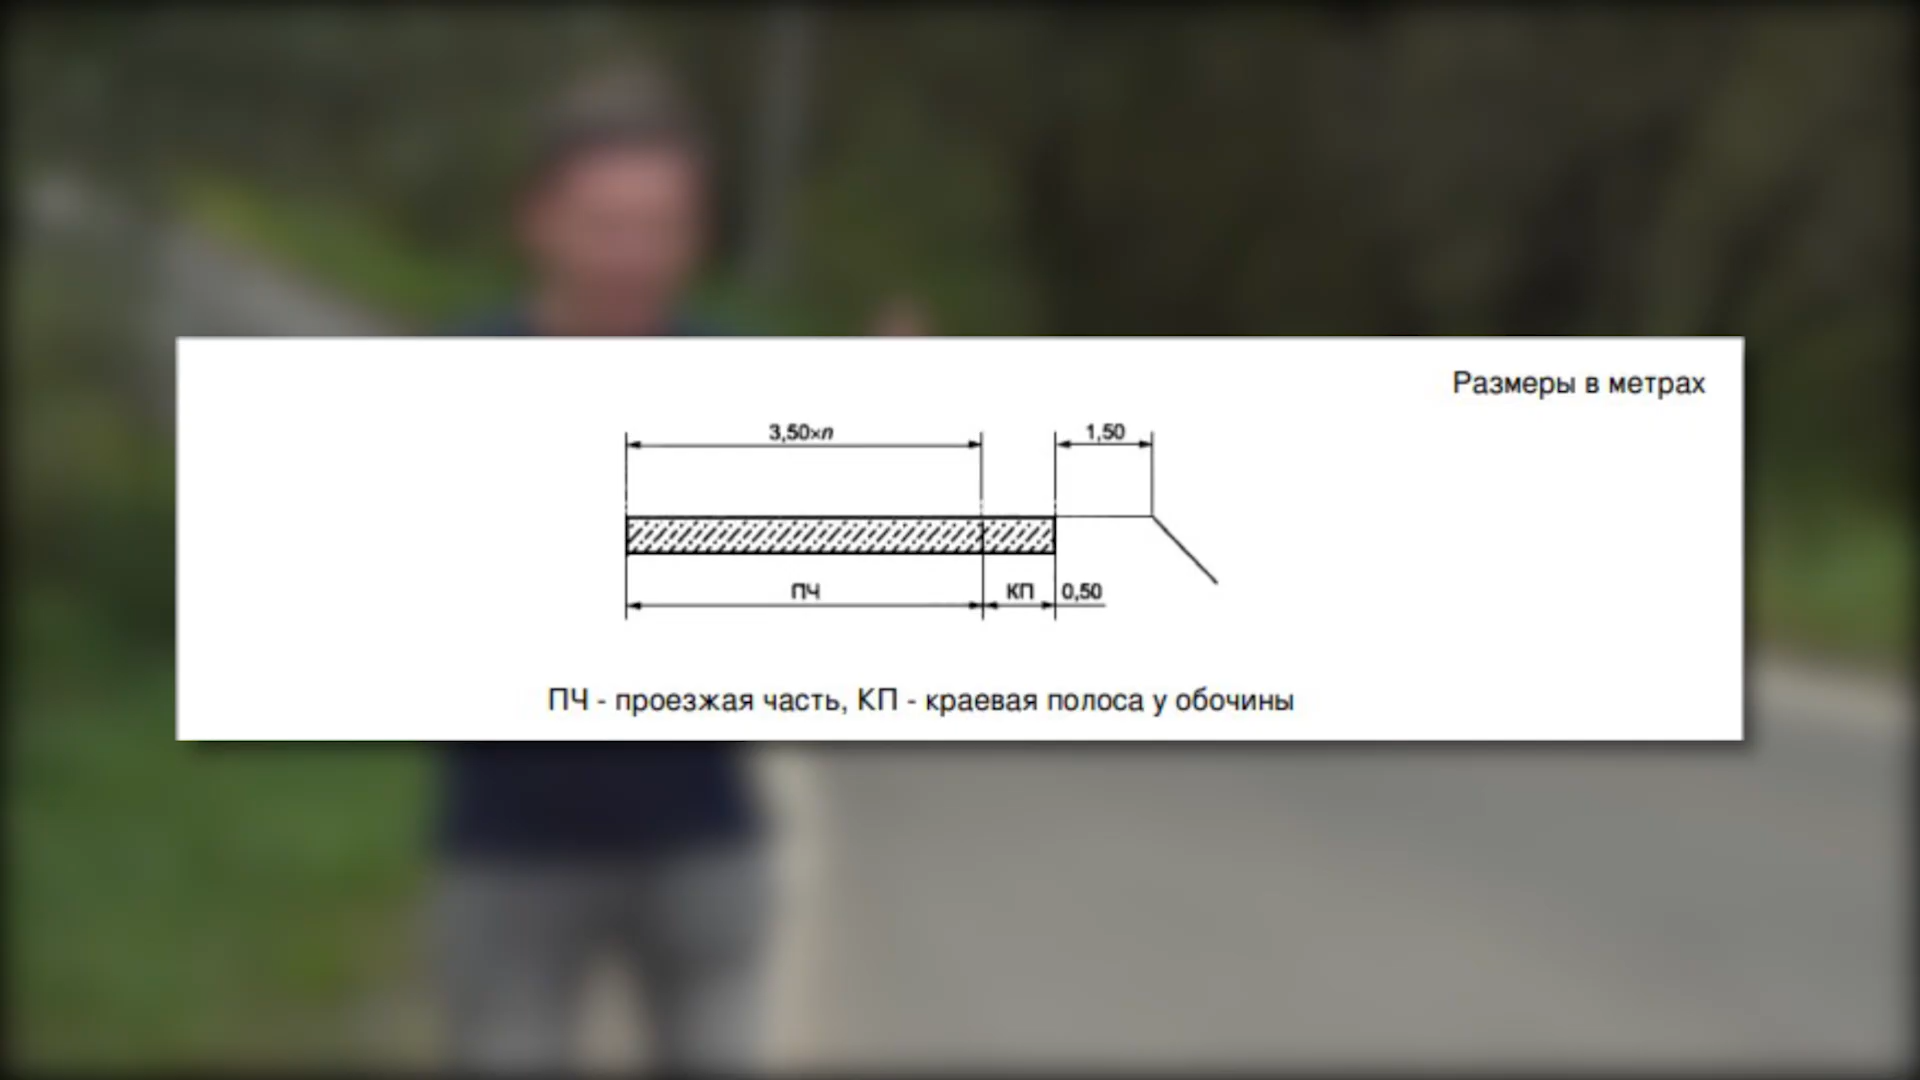 Размеры в метрах
3,50×n
1,50
ПЧ
КП
0,50
ПЧ - проезжая часть, КП - краевая полоса у обочины